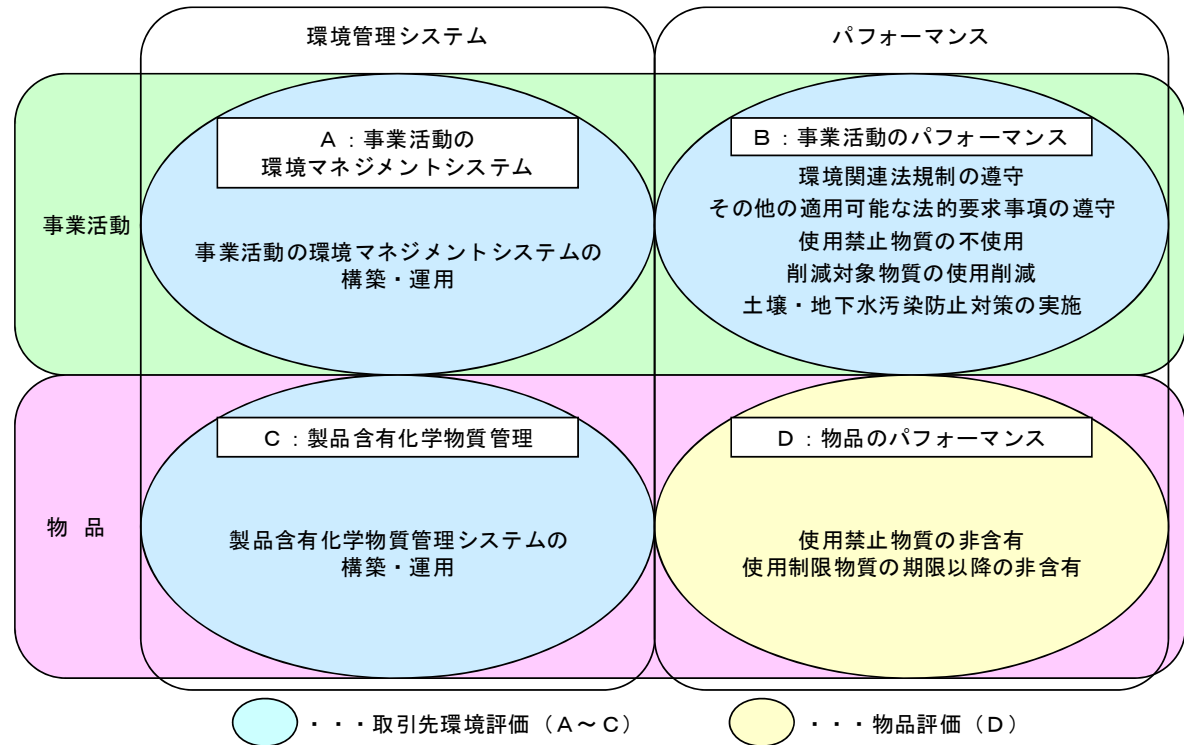 環境管理システム
パフォーマンス
事業活動
A：事業活動の
環境マネジメントシステム
事業活動の環境マネジメントシステムの
構築・運用
B：事業活動のパフォーマンス
環境関連法規制の遵守
その他の適用可能な法的要求事項の遵守
使用禁止物質の不使用
削減対象物質の使用削減
土壌・地下水汚染防止対策の実施
物 品
C：製品含有化学物質管理
製品含有化学物質管理システムの
構築・運用
D：物品のパフォーマンス
使用禁止物質の非含有
使用制限物質の期限以降の非含有
・・・取引先環境評価（A～C）
・・・物品評価（D）